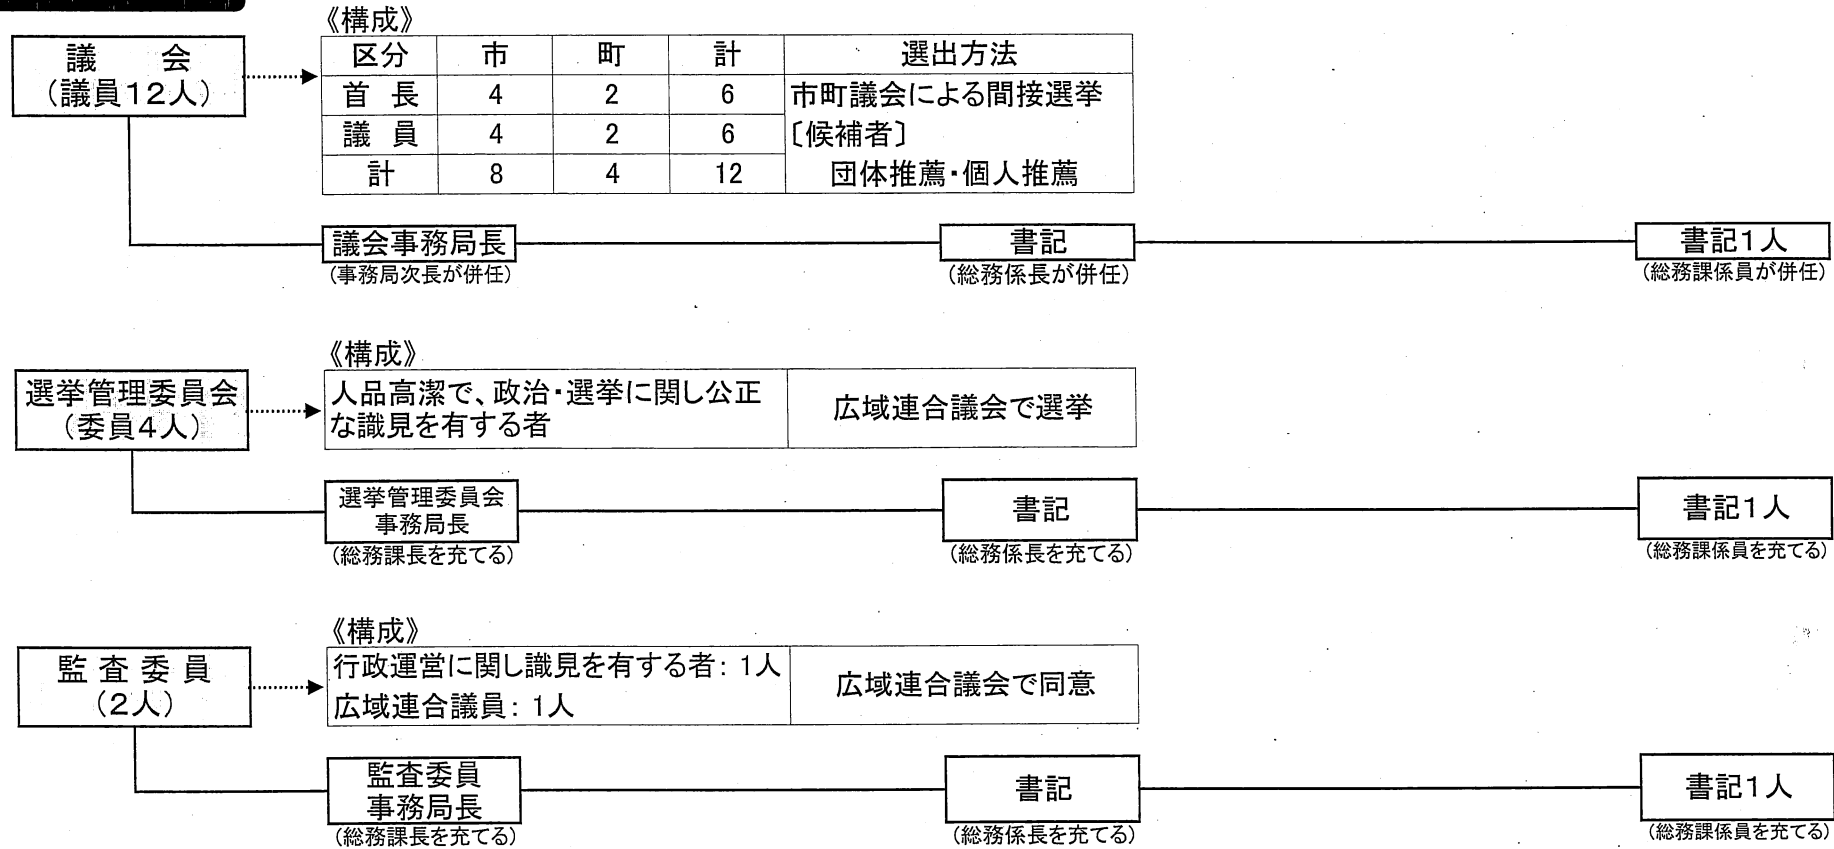 《構成》
議 会
(議員12人)
区分 市 町 計 選出方法
首 長 4 2 6 市町議会による間接選挙
議 員 4 2 6 〔候補者〕
計 8 4 12 団体推薦・個人推薦
議会事務局長 書記 書記1人
(事務局次長が併任) (総務係長が併任) (総務課係員が併任)
《構成》
選挙管理委員会
(委員4人)
人品高潔で、政治・選挙に関し公正
な識見を有する者
広域連合議会で選挙
選挙管理委員会
事務局長
書記 書記1人
(総務課長を充てる) (総務係長を充てる) (総務課係員を充てる)
《構成》
監 査 委 員
(2人)
行政運営に関し識見を有する者: 1人
広域連合議員: 1人
広域連合議会で同意
監査委員
事務局長
書記 書記1人
(総務課長を充てる) (総務係長を充てる) (総務課係員を充てる)